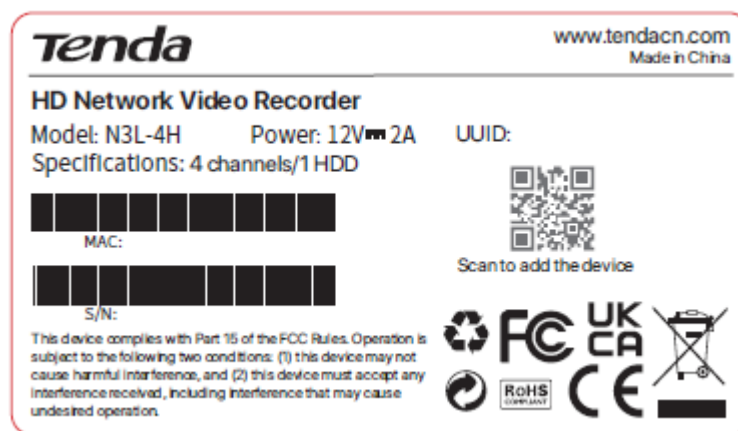 Tenda
www.tendacn.com
Made in China
HD Network Video Recorder
Model: N3L-4H
Power: 12V⎓2A
UUID:
Specifications: 4 channels/1 HDD
MAC:
Scan to add the device
S/N:
This device complies with Part 15 of the FCC Rules. Operation is
subject to the following two conditions: (1) this device may not
cause harmful interference, and (2) this device must accept any
interference received, including interference that may cause
undesired operation.
FC
UK
CA
RoHS
COMPLIANT
CE